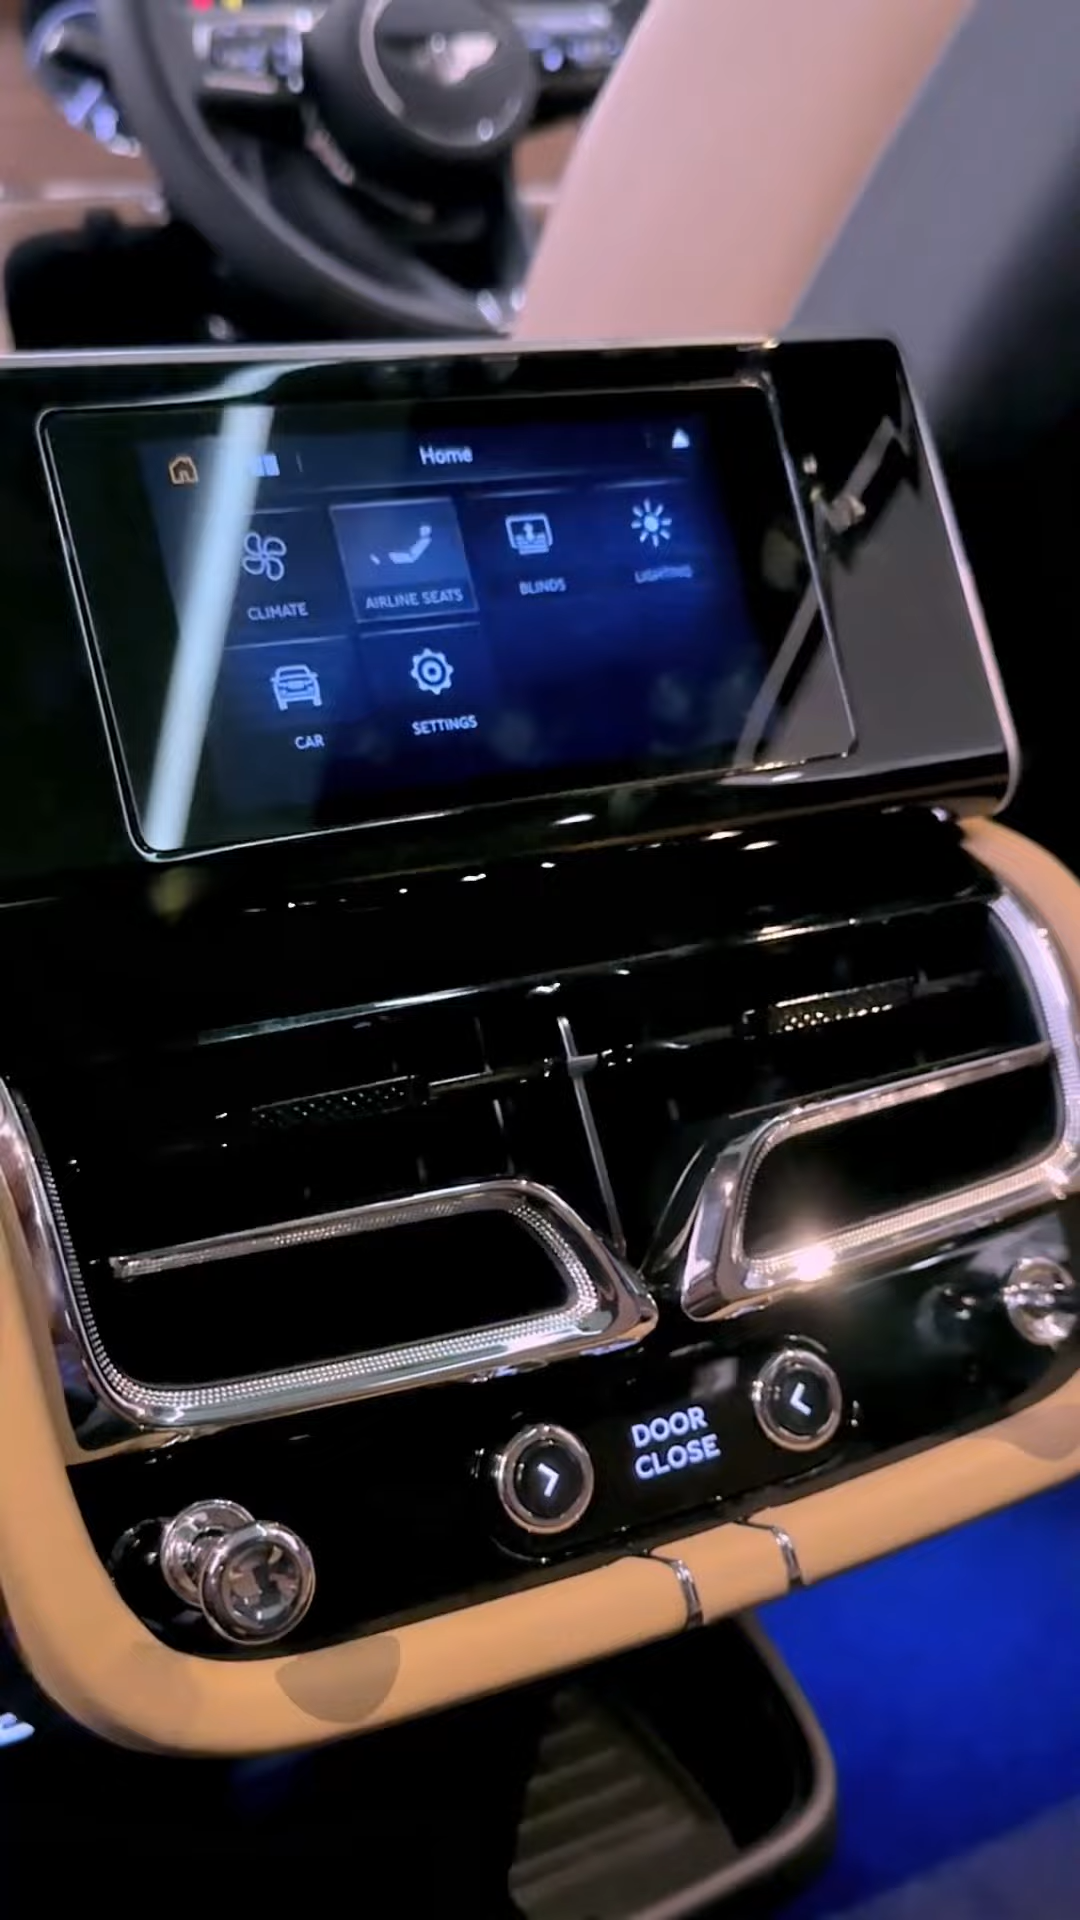 Home
CLIMATE
AIRLINE SEATS
BLINDS
LIGHTING
CAR
SETTINGS
DOOR
CLOSE